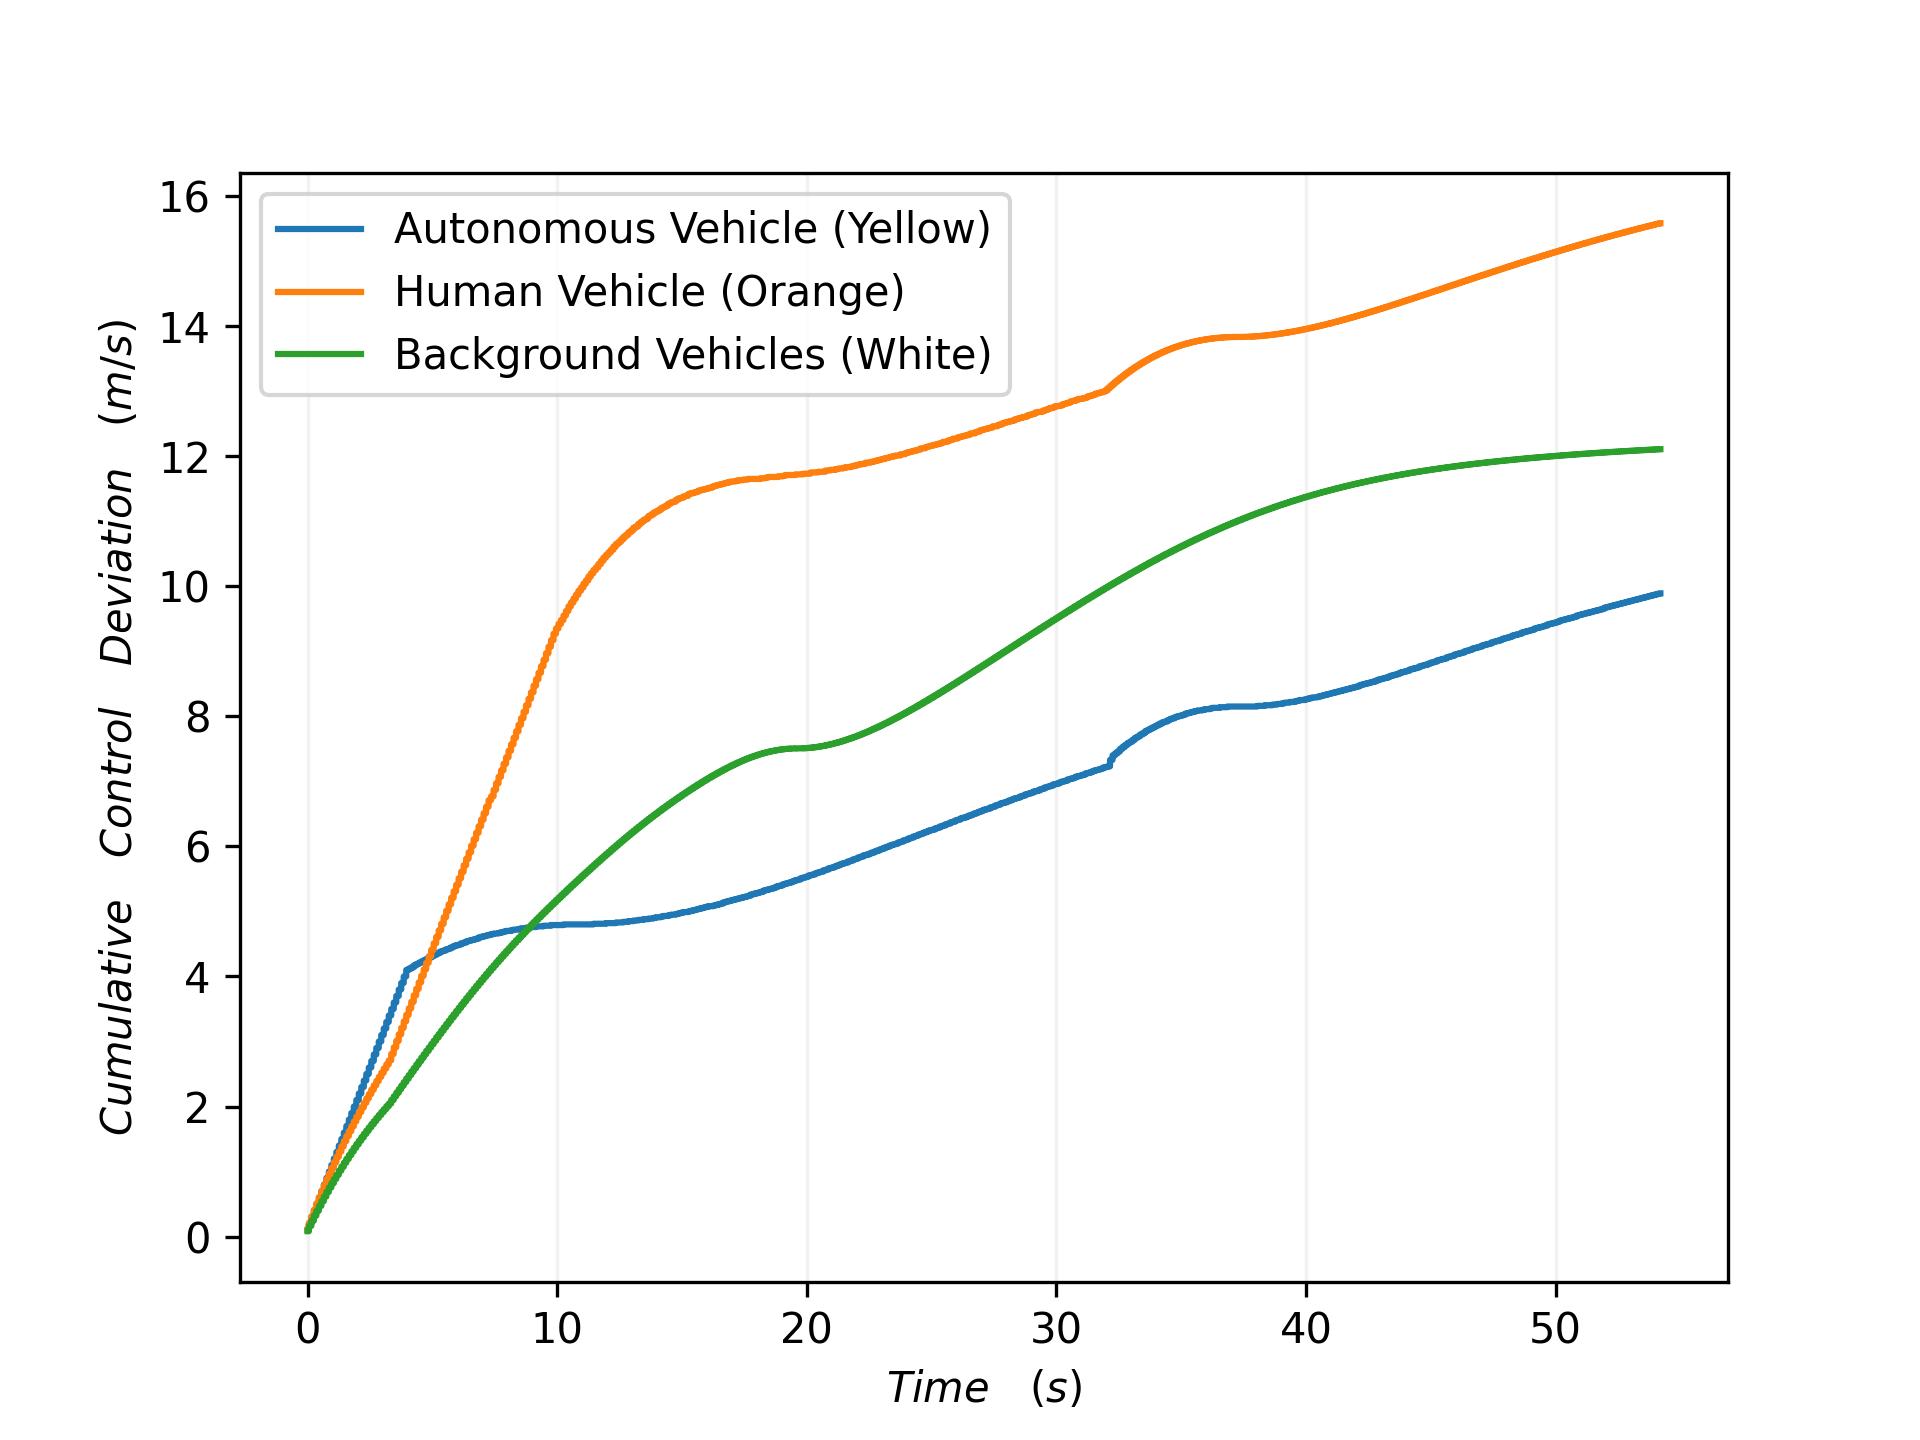 16
14
12
10
8
6
4
2
0
Cumulative Control Deviation (m/s)
Autonomous Vehicle (Yellow)
Human Vehicle (Orange)
Background Vehicles (White)
0 10 20 30 40 50
Time (s)